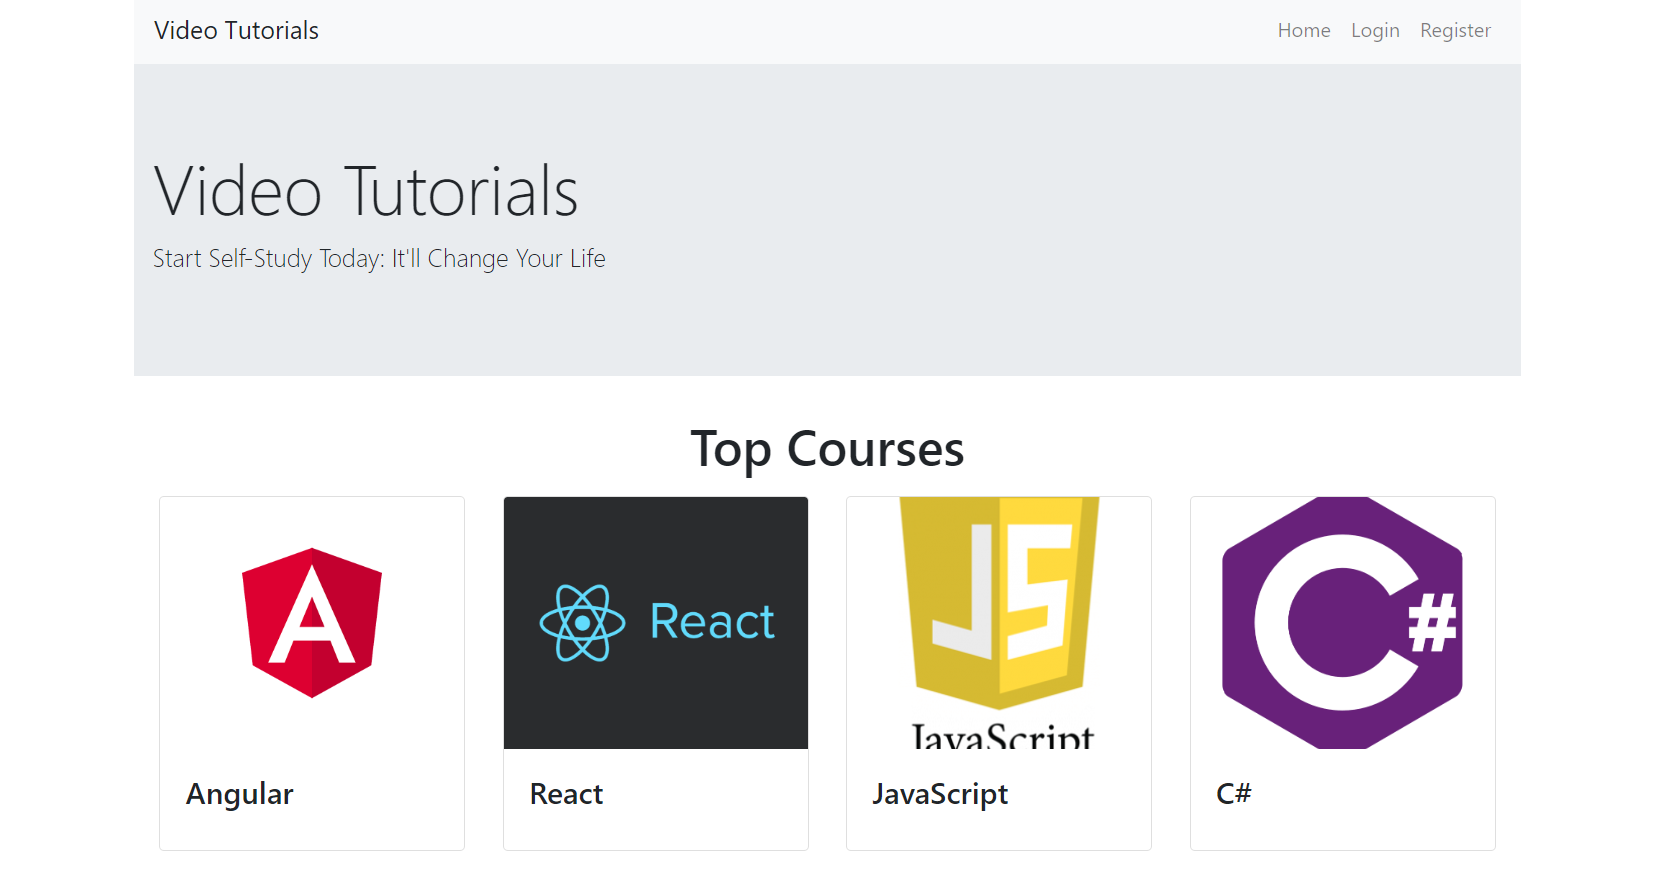 Video Tutorials
Home Login Register
Video Tutorials
Start Self-Study Today: It'll Change Your Life
Top Courses
A
React
JS
JavaScript
C#
Angular
React
JavaScript
C#